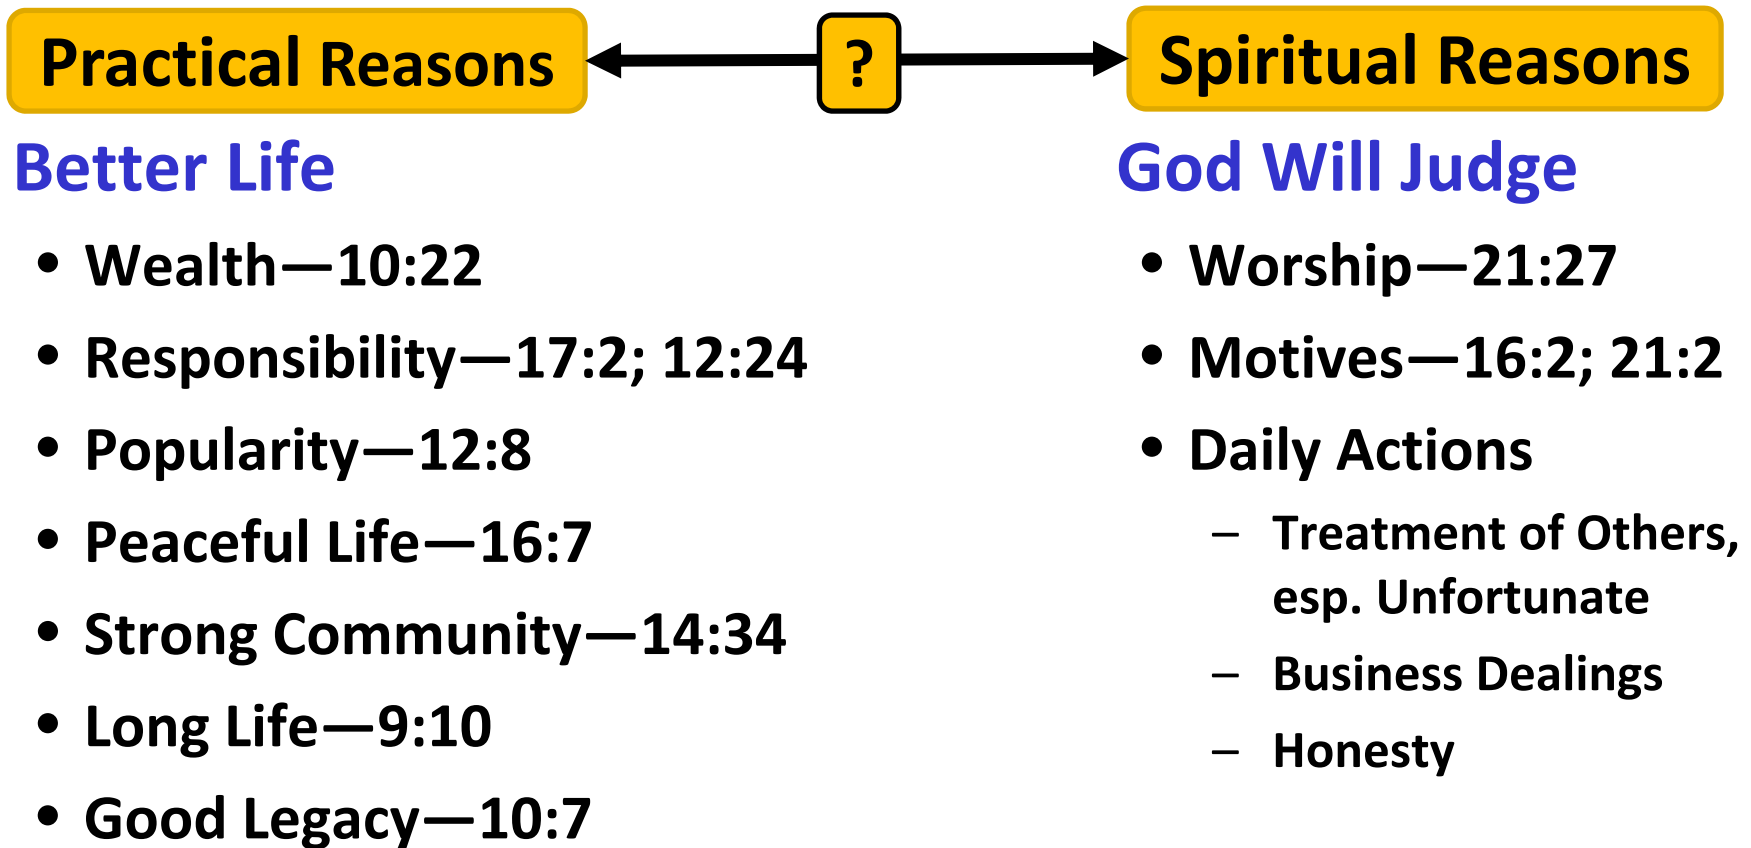 Practical Reasons
?
Spiritual Reasons
Better Life
• Wealth—10:22
• Responsibility—17:2; 12:24
• Popularity—12:8
• Peaceful Life—16:7
• Strong Community—14:34
• Long Life—9:10
• Good Legacy—10:7
God Will Judge
• Worship—21:27
• Motives—16:2; 21:2
• Daily Actions
– Treatment of Others,
esp. Unfortunate
– Business Dealings
– Honesty